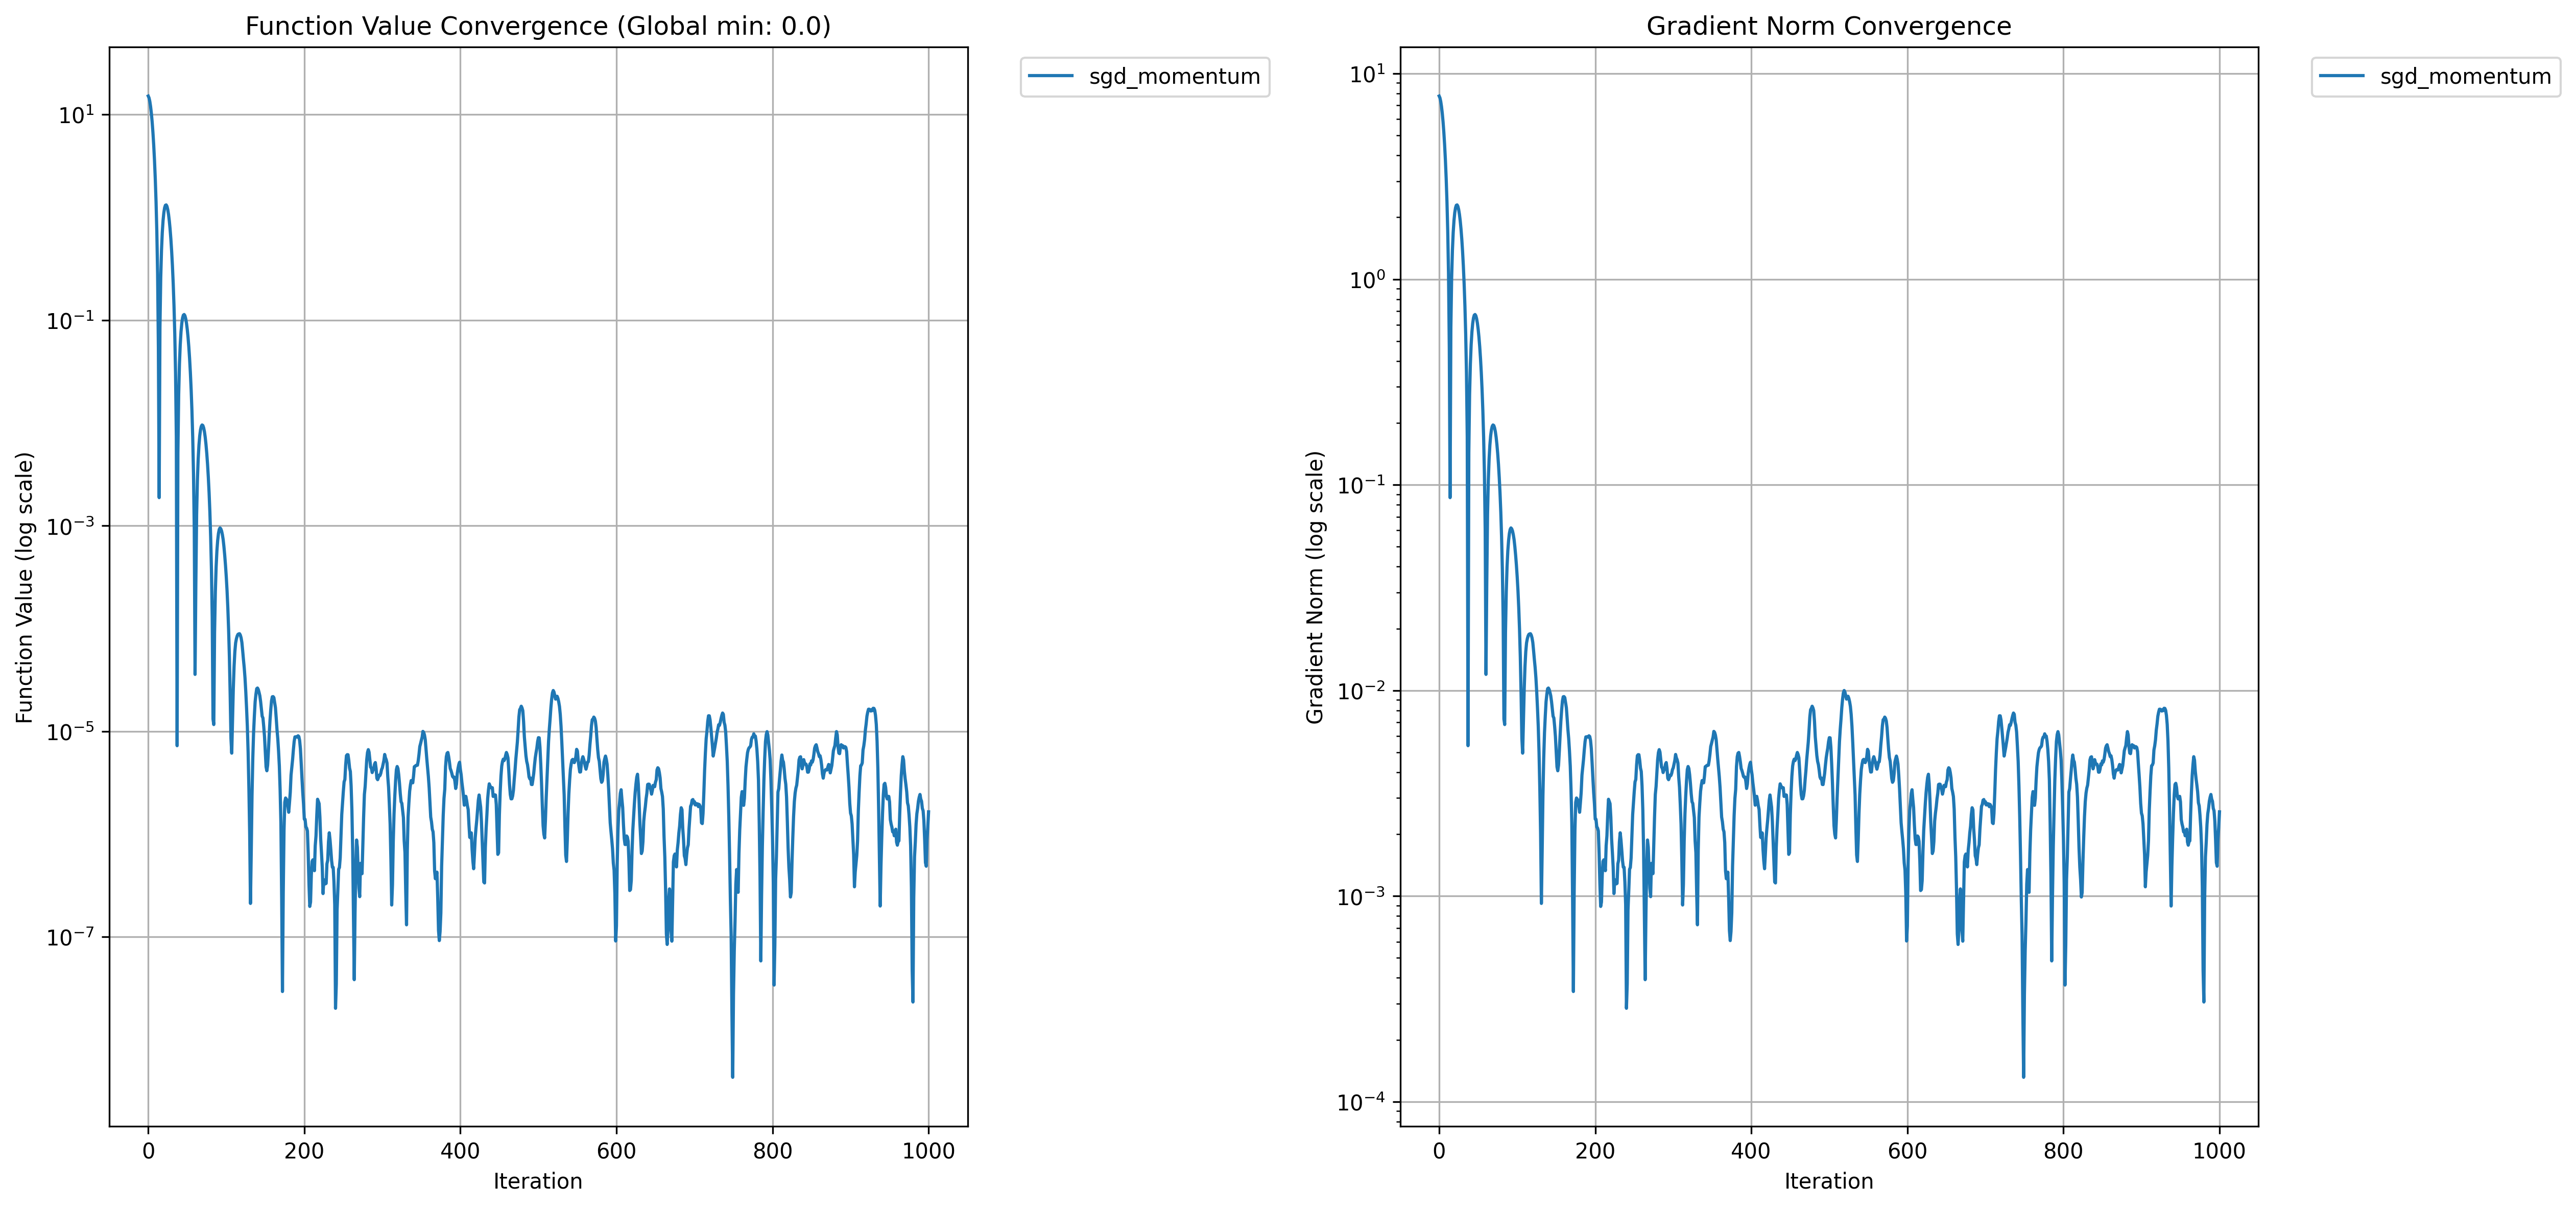 Function Value Convergence (Global min: 0.0)
Function Value (log scale)
10^1
10^-1
10^-3
10^-5
10^-7
0 200 400 600 800 1000
Iteration
sgd_momentum
Gradient Norm Convergence
Gradient Norm (log scale)
10^1
10^0
10^-1
10^-2
10^-3
10^-4
0 200 400 600 800 1000
Iteration
sgd_momentum